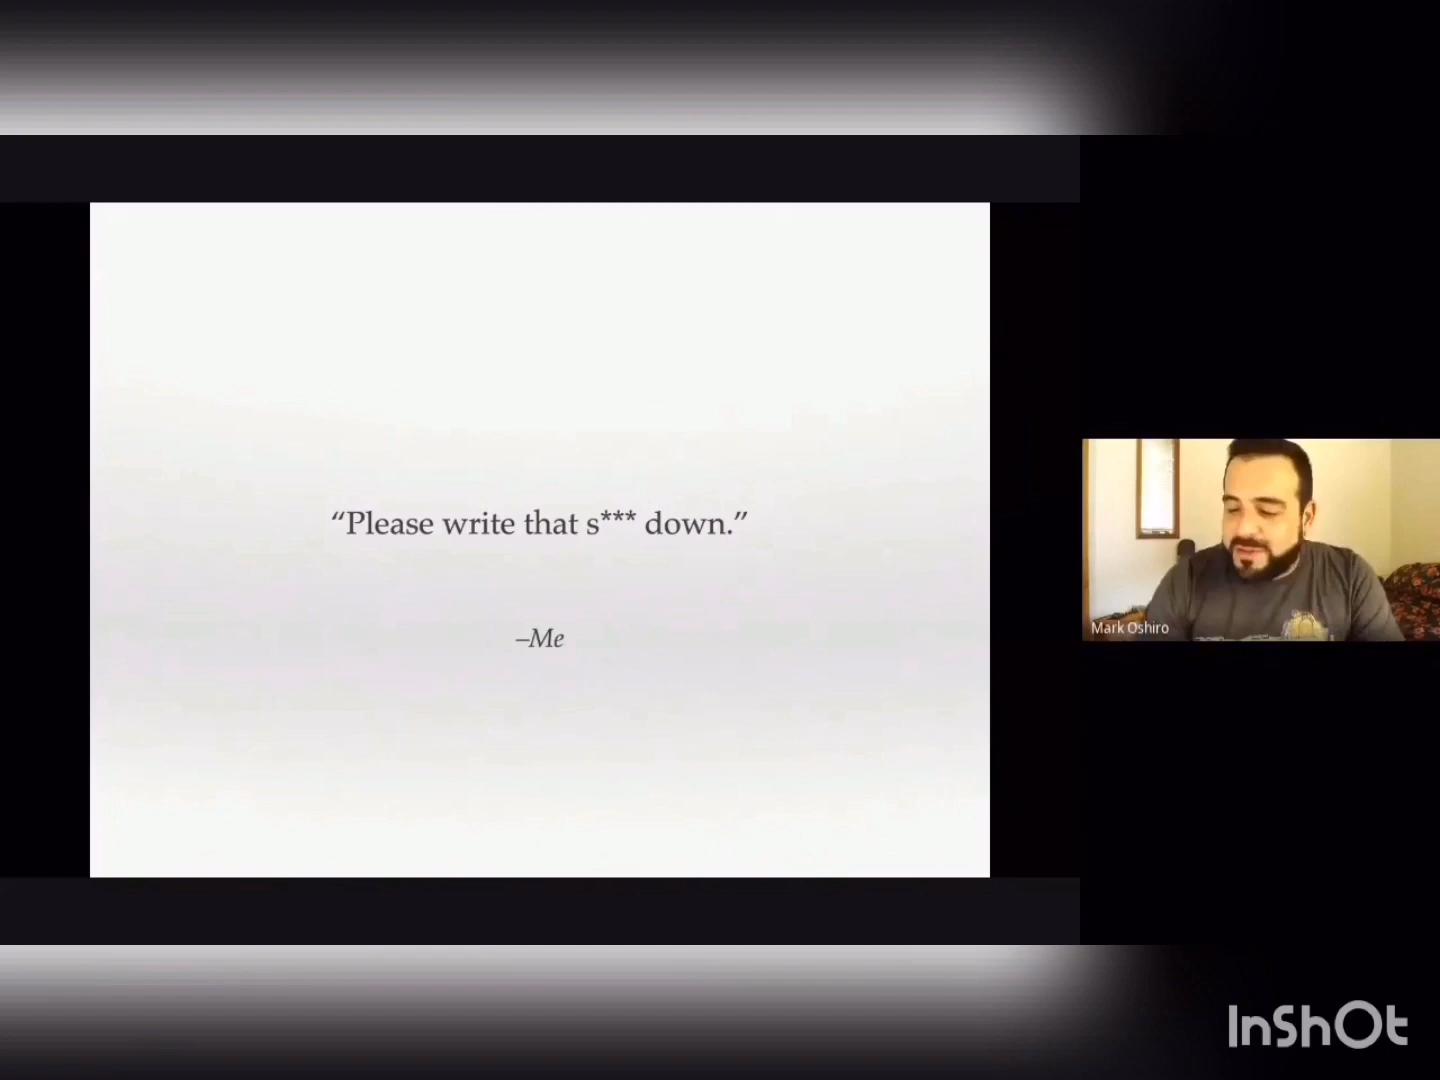 “Please write that s*** down.”
–Me
Mark Oshiro
InShOt